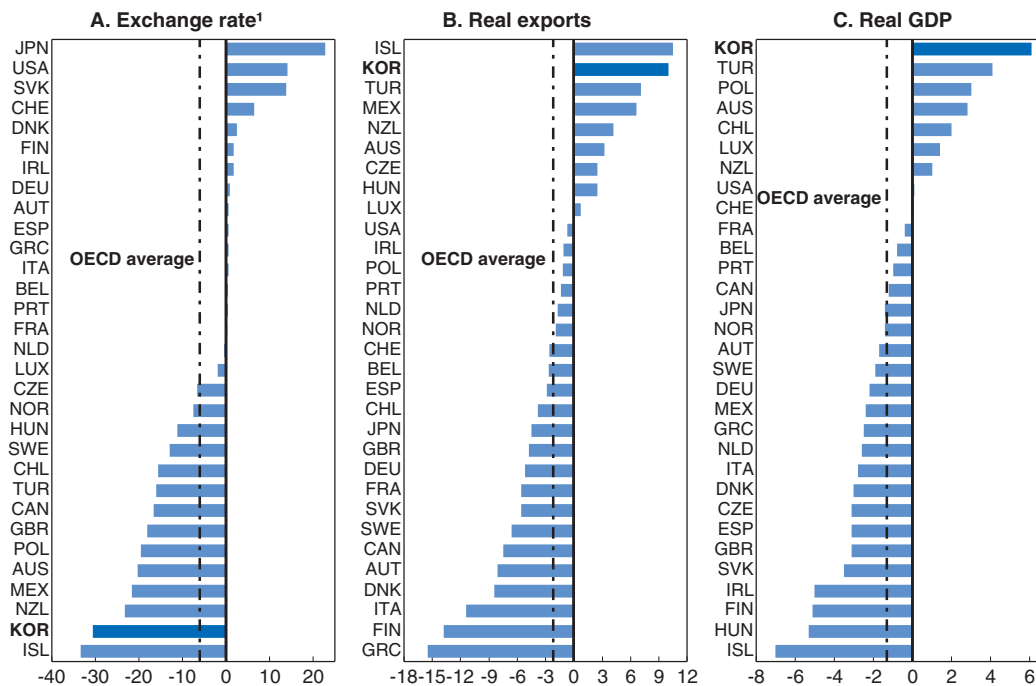 A. Exchange rate¹
JPN
USA
SVK
CHE
DNK
FIN
IRL
DEU
AUT
ESP
GRC
ITA
BEL
PRT
FRA
NLD
LUX
CZE
NOR
HUN
SWE
CHL
TUR
CAN
GBR
POL
AUS
MEX
NZL
KOR
ISL
OECD average
-40 -30 -20 -10 0 10 20
B. Real exports
ISL
KOR
TUR
MEX
NZL
AUS
CZE
HUN
LUX
USA
IRL
POL
PRT
NLD
NOR
CHE
BEL
ESP
CHL
JPN
GBR
DEU
FRA
SVK
SWE
CAN
AUT
DNK
ITA
FIN
GRC
OECD average
-18 -15 -12 -9 -6 -3 0 3 6 9 12
C. Real GDP
KOR
TUR
POL
AUS
CHL
LUX
NZL
USA
CHE
FRA
BEL
PRT
CAN
JPN
NOR
AUT
SWE
DEU
MEX
GRC
NLD
ITA
DNK
CZE
ESP
GBR
SVK
IRL
FIN
HUN
ISL
OECD average
-8 -6 -4 -2 0 2 4 6